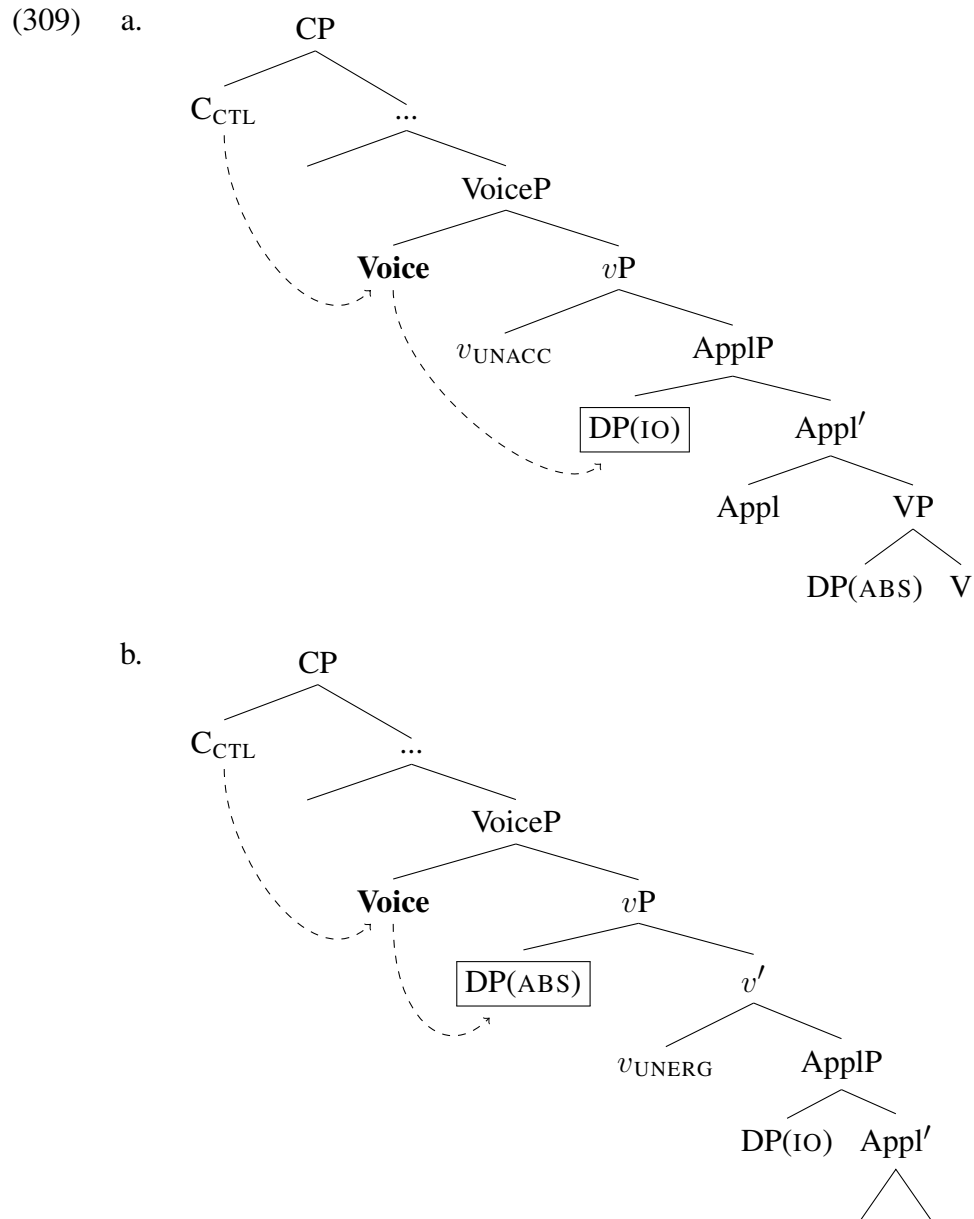 (309) a. CP
C_CTL ...
VoiceP
Voice vP
v_UNACC ApplP
DP(IO) Appl′
Appl VP
DP(ABS) V
b. CP
C_CTL ...
VoiceP
Voice vP
DP(ABS) v′
v_UNERG ApplP
DP(IO) Appl′